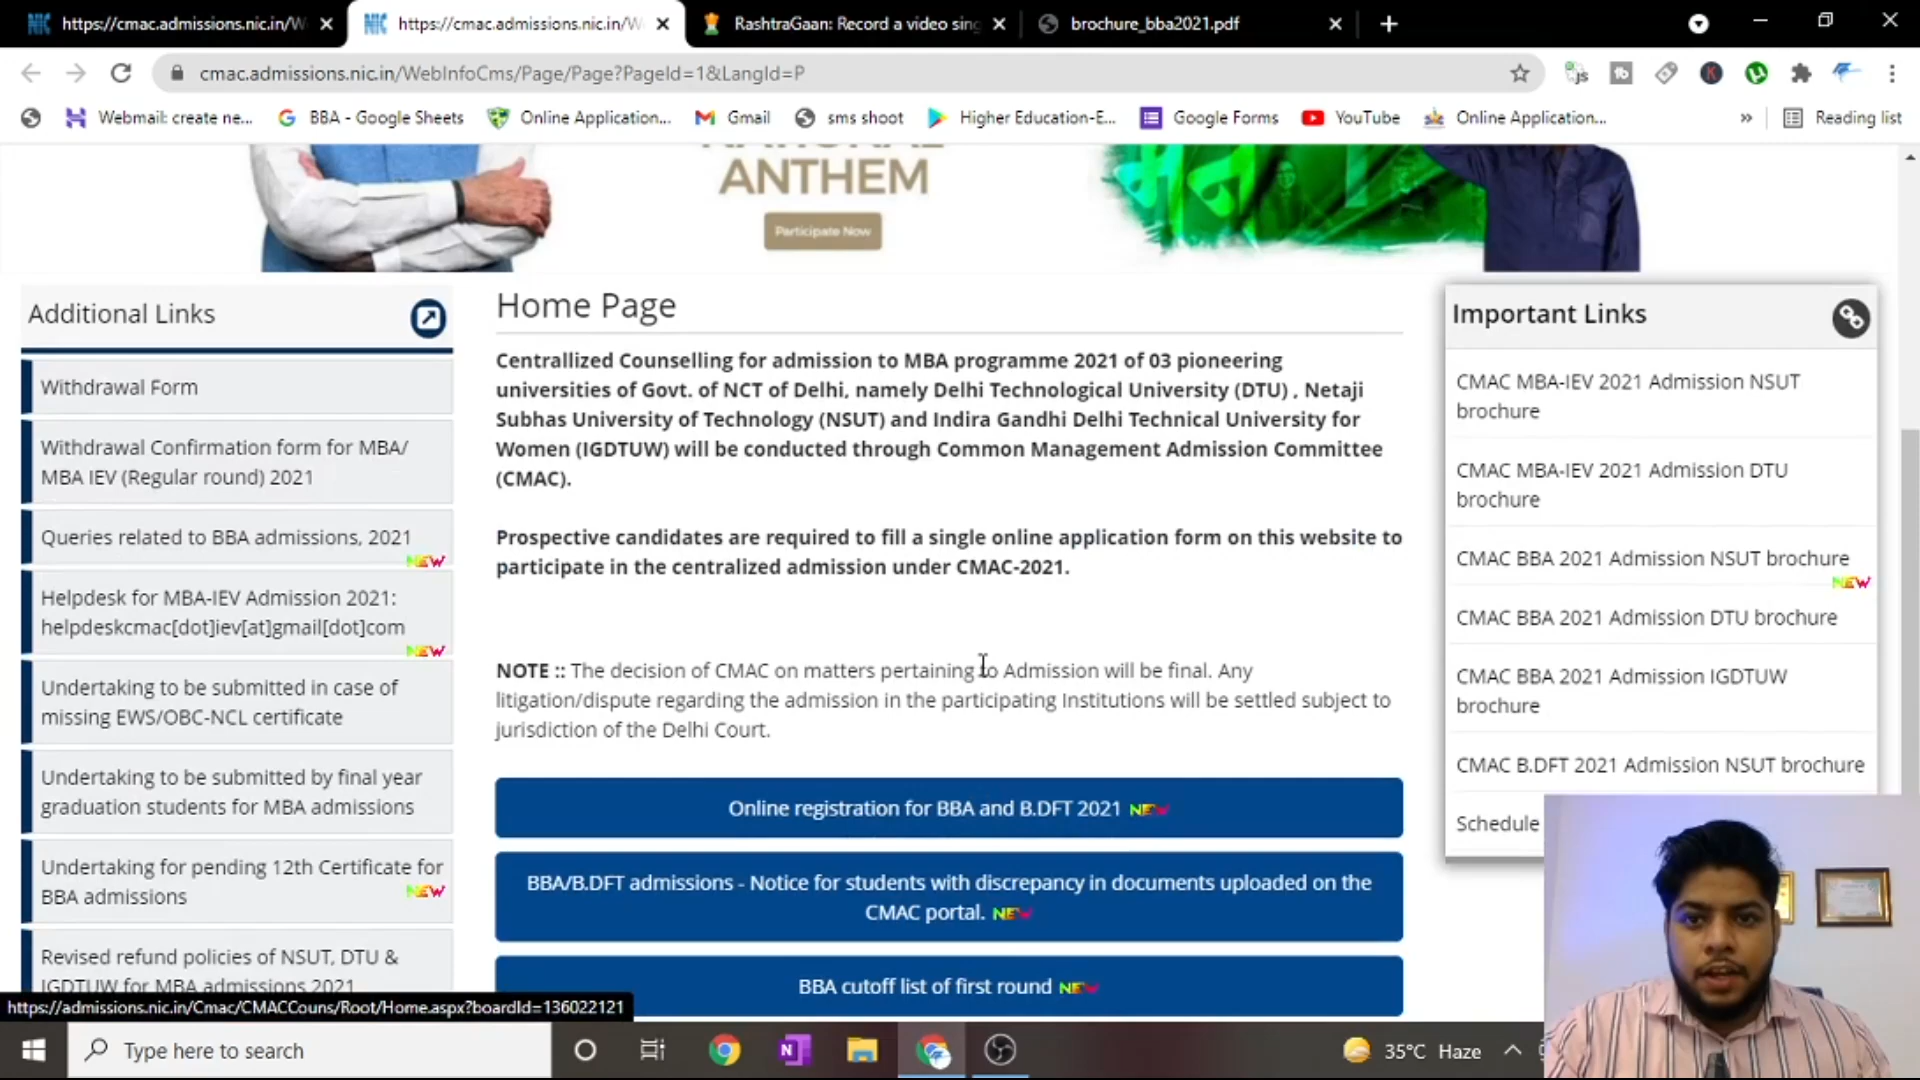 https://cmac.admissions.nic.in/W
https://cmac.admissions.nic.in/W
RashtraGaan: Record a video sing
brochure_bba2021.pdf
cmac.admissions.nic.in/WebInfoCms/Page/Page?PageId=1&LangId=P
Webmail: create ne...
BBA - Google Sheets
Online Application...
Gmail
sms shoot
Higher Education-E...
Google Forms
YouTube
Online Application...
Reading list
NATIONAL
ANTHEM
Participate Now
Additional Links
Withdrawal Form
Withdrawal Confirmation form for MBA/
MBA IEV (Regular round) 2021
Queries related to BBA admissions, 2021
NEW
Helpdesk for MBA-IEV Admission 2021:
helpdeskcmac[dot]iev[at]gmail[dot]com
NEW
Undertaking to be submitted in case of
missing EWS/OBC-NCL certificate
Undertaking to be submitted by final year
graduation students for MBA admissions
Undertaking for pending 12th Certificate for
BBA admissions NEW
Revised refund policies of NSUT, DTU &
IGDTUW for MBA admissions 2021
Home Page
Centrallized Counselling for admission to MBA programme 2021 of 03 pioneering
universities of Govt. of NCT of Delhi, namely Delhi Technological University (DTU) , Netaji
Subhas University of Technology (NSUT) and Indira Gandhi Delhi Technical University for
Women (IGDTUW) will be conducted through Common Management Admission Committee
(CMAC).
Prospective candidates are required to fill a single online application form on this website to
participate in the centralized admission under CMAC-2021.
NOTE :: The decision of CMAC on matters pertaining to Admission will be final. Any
litigation/dispute regarding the admission in the participating Institutions will be settled subject to
jurisdiction of the Delhi Court.
Online registration for BBA and B.DFT 2021 NEW
BBA/B.DFT admissions - Notice for students with discrepancy in documents uploaded on the
CMAC portal. NEW
BBA cutoff list of first round NEW
Important Links
CMAC MBA-IEV 2021 Admission NSUT
brochure
CMAC MBA-IEV 2021 Admission DTU
brochure
CMAC BBA 2021 Admission NSUT brochure
NEW
CMAC BBA 2021 Admission DTU brochure
CMAC BBA 2021 Admission IGDTUW
brochure
CMAC B.DFT 2021 Admission NSUT brochure
Schedule
https://admissions.nic.in/Cmac/CMACCouns/Root/Home.aspx?boardId=136022121
Type here to search
35°C Haze